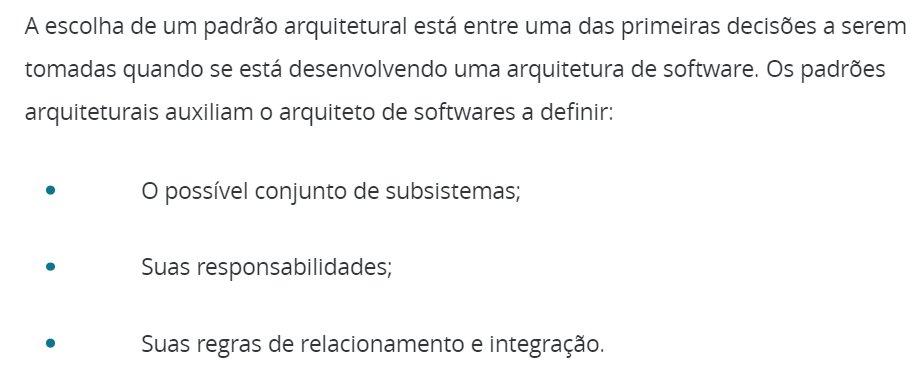 A escolha de um padrão arquitetural está entre uma das primeiras decisões a serem
tomadas quando se está desenvolvendo uma arquitetura de software. Os padrões
arquiteturais auxiliam o arquiteto de softwares a definir:
• O possível conjunto de subsistemas;
• Suas responsabilidades;
• Suas regras de relacionamento e integração.